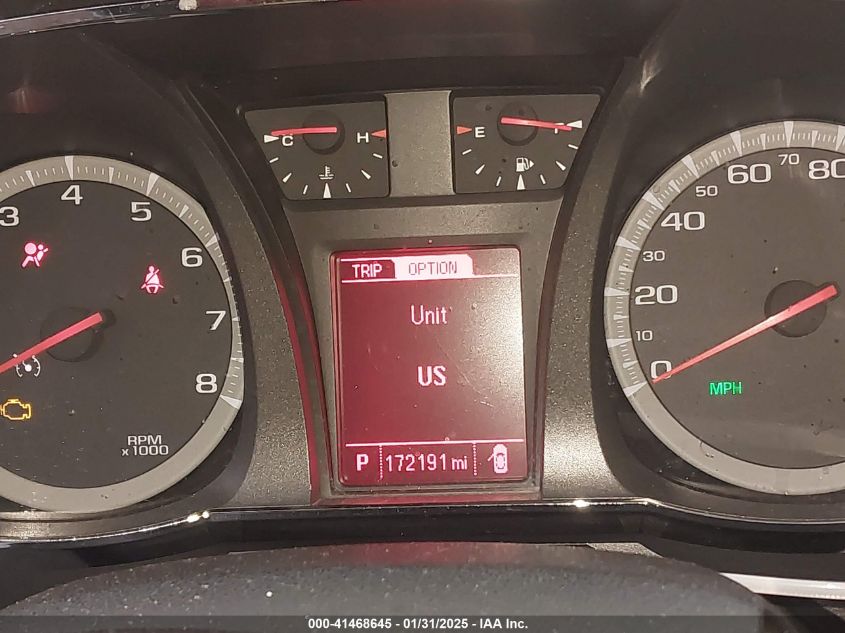 C H
E F
3 4 5 6 7 8
RPM
x 1000
TRIP OPTION
Unit
US
P 172191 mi
0 10 20 30 40 50 60 70 80
MPH
000-41468645 - 01/31/2025 - IAA Inc.